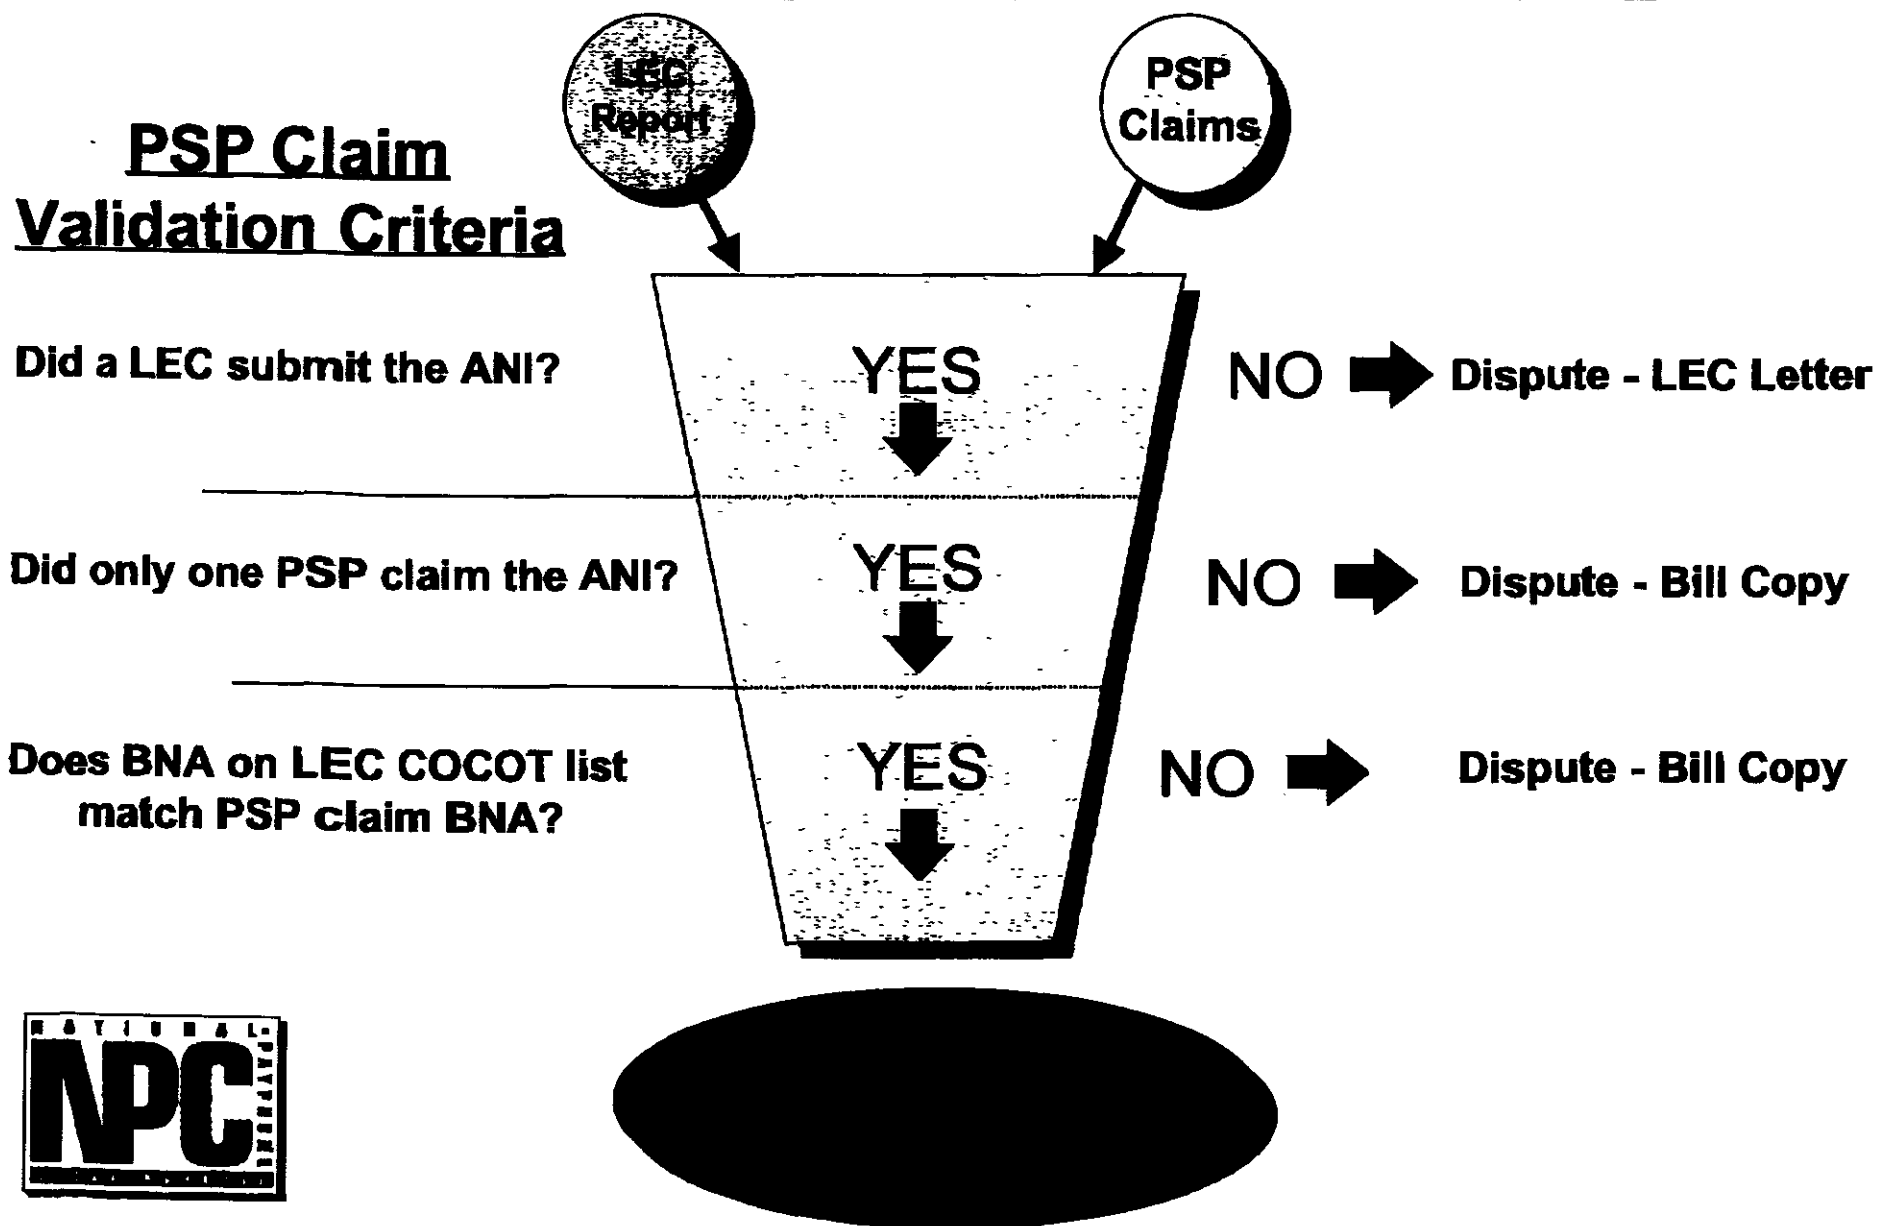 LEC
Report
PSP
Claims
PSP Claim
Validation Criteria
Did a LEC submit the ANI?
YES
NO
Dispute - LEC Letter
Did only one PSP claim the ANI?
YES
NO
Dispute - Bill Copy
Does BNA on LEC COCOT list
match PSP claim BNA?
YES
NO
Dispute - Bill Copy
NATIONAL
PAYPHONE
NPC